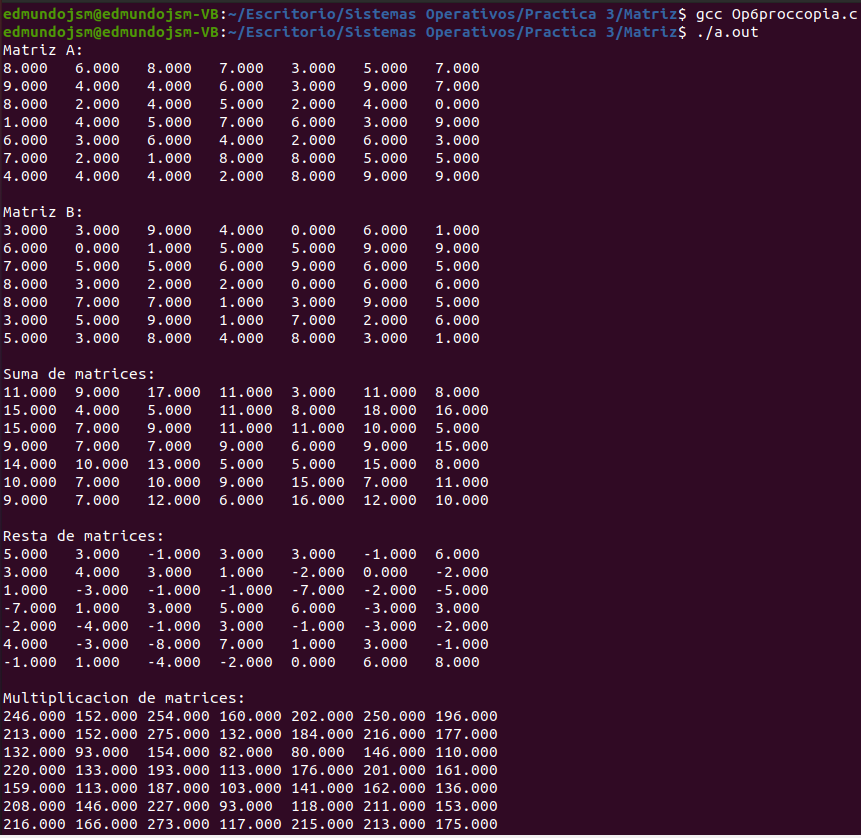 edmundojsm@edmundojsm-VB:~/Escritorio/Sistemas Operativos/Practica 3/Matriz$ gcc Op6proccopia.c
edmundojsm@edmundojsm-VB:~/Escritorio/Sistemas Operativos/Practica 3/Matriz$ ./a.out
Matriz A:
8.000 6.000 8.000 7.000 3.000 5.000 7.000
9.000 4.000 4.000 6.000 3.000 9.000 7.000
8.000 2.000 4.000 5.000 2.000 4.000 0.000
1.000 4.000 5.000 7.000 6.000 3.000 9.000
6.000 3.000 6.000 4.000 2.000 6.000 3.000
7.000 2.000 1.000 8.000 8.000 5.000 5.000
4.000 4.000 4.000 2.000 8.000 9.000 9.000
Matriz B:
3.000 3.000 9.000 4.000 0.000 6.000 1.000
6.000 0.000 1.000 5.000 5.000 9.000 9.000
7.000 5.000 5.000 6.000 9.000 6.000 5.000
8.000 3.000 2.000 2.000 0.000 6.000 6.000
8.000 7.000 7.000 1.000 3.000 9.000 5.000
3.000 5.000 9.000 1.000 7.000 2.000 6.000
5.000 3.000 8.000 4.000 8.000 3.000 1.000
Suma de matrices:
11.000 9.000 17.000 11.000 3.000 11.000 8.000
15.000 4.000 5.000 11.000 8.000 18.000 16.000
15.000 7.000 9.000 11.000 11.000 10.000 5.000
9.000 7.000 7.000 9.000 6.000 9.000 15.000
14.000 10.000 13.000 5.000 5.000 15.000 8.000
10.000 7.000 10.000 9.000 15.000 7.000 11.000
9.000 7.000 12.000 6.000 16.000 12.000 10.000
Resta de matrices:
5.000 3.000 -1.000 3.000 3.000 -1.000 6.000
3.000 4.000 3.000 1.000 -2.000 0.000 -2.000
1.000 -3.000 -1.000 -1.000 -7.000 -2.000 -5.000
-7.000 1.000 3.000 5.000 6.000 -3.000 3.000
-2.000 -4.000 -1.000 3.000 -1.000 -3.000 -2.000
4.000 -3.000 -8.000 7.000 1.000 3.000 -1.000
-1.000 1.000 -4.000 -2.000 0.000 6.000 8.000
Multiplicacion de matrices:
246.000 152.000 254.000 160.000 202.000 250.000 196.000
213.000 152.000 275.000 132.000 184.000 216.000 177.000
132.000 93.000 154.000 82.000 80.000 146.000 110.000
220.000 133.000 193.000 113.000 176.000 201.000 161.000
159.000 113.000 187.000 103.000 141.000 162.000 136.000
208.000 146.000 227.000 93.000 118.000 211.000 153.000
216.000 166.000 273.000 117.000 215.000 213.000 175.000